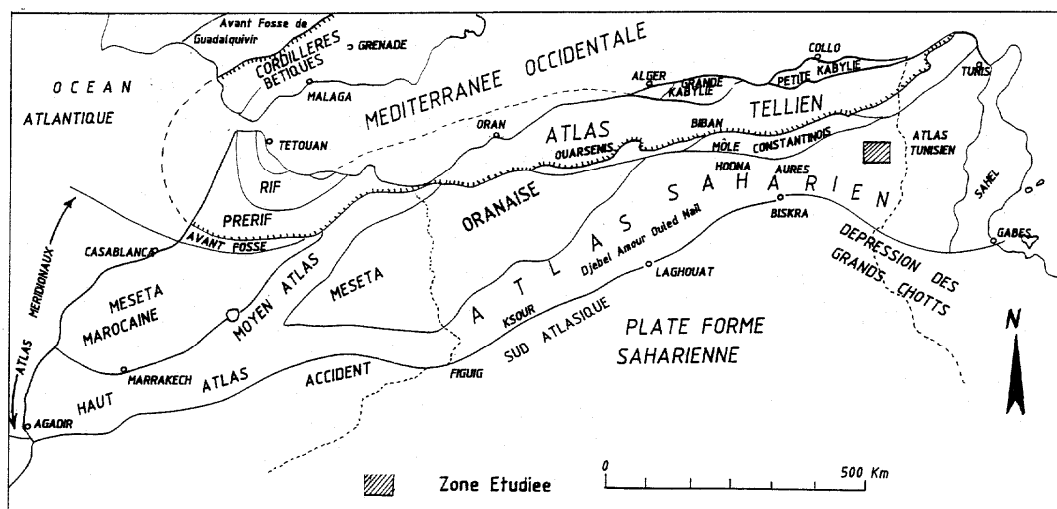 Avant Fosse de
Guadalquivir
GRENADE
CORDILLERES
BETIQUES
MALAGA
OCEAN
ATLANTIQUE
MEDITERRANEE OCCIDENTALE
COLLO
ALGER
GRANDE
KABYLIE
PETITE KABYLIE
TUNIS
TETOUAN
ORAN
ATLAS
TELLIEN
OUARSENIS
BIBAN
MÔLE CONSTANTINOIS
HODNA
AURES
ATLAS
TUNISIEN
SAHEL
RIF
PRERIF
AVANT FOSSE
CASABLANCA
ORANAISE
MESETA
ATLAS SAHARIEN
Djebel Amour Ouled Nail
KSOUR
BISKRA
GABES
DEPRESSION DES
GRANDS CHOTTS
LAGHOUAT
ATLAS MERIDIONAUX
MESETA
MAROCAINE
MOYEN ATLAS
MARRAKECH
HAUT ATLAS
ACCIDENT
SUD ATLASIQUE
FIGUIG
PLATE FORME
SAHARIENNE
AGADIR
N
Zone Etudiee
0
500 Km